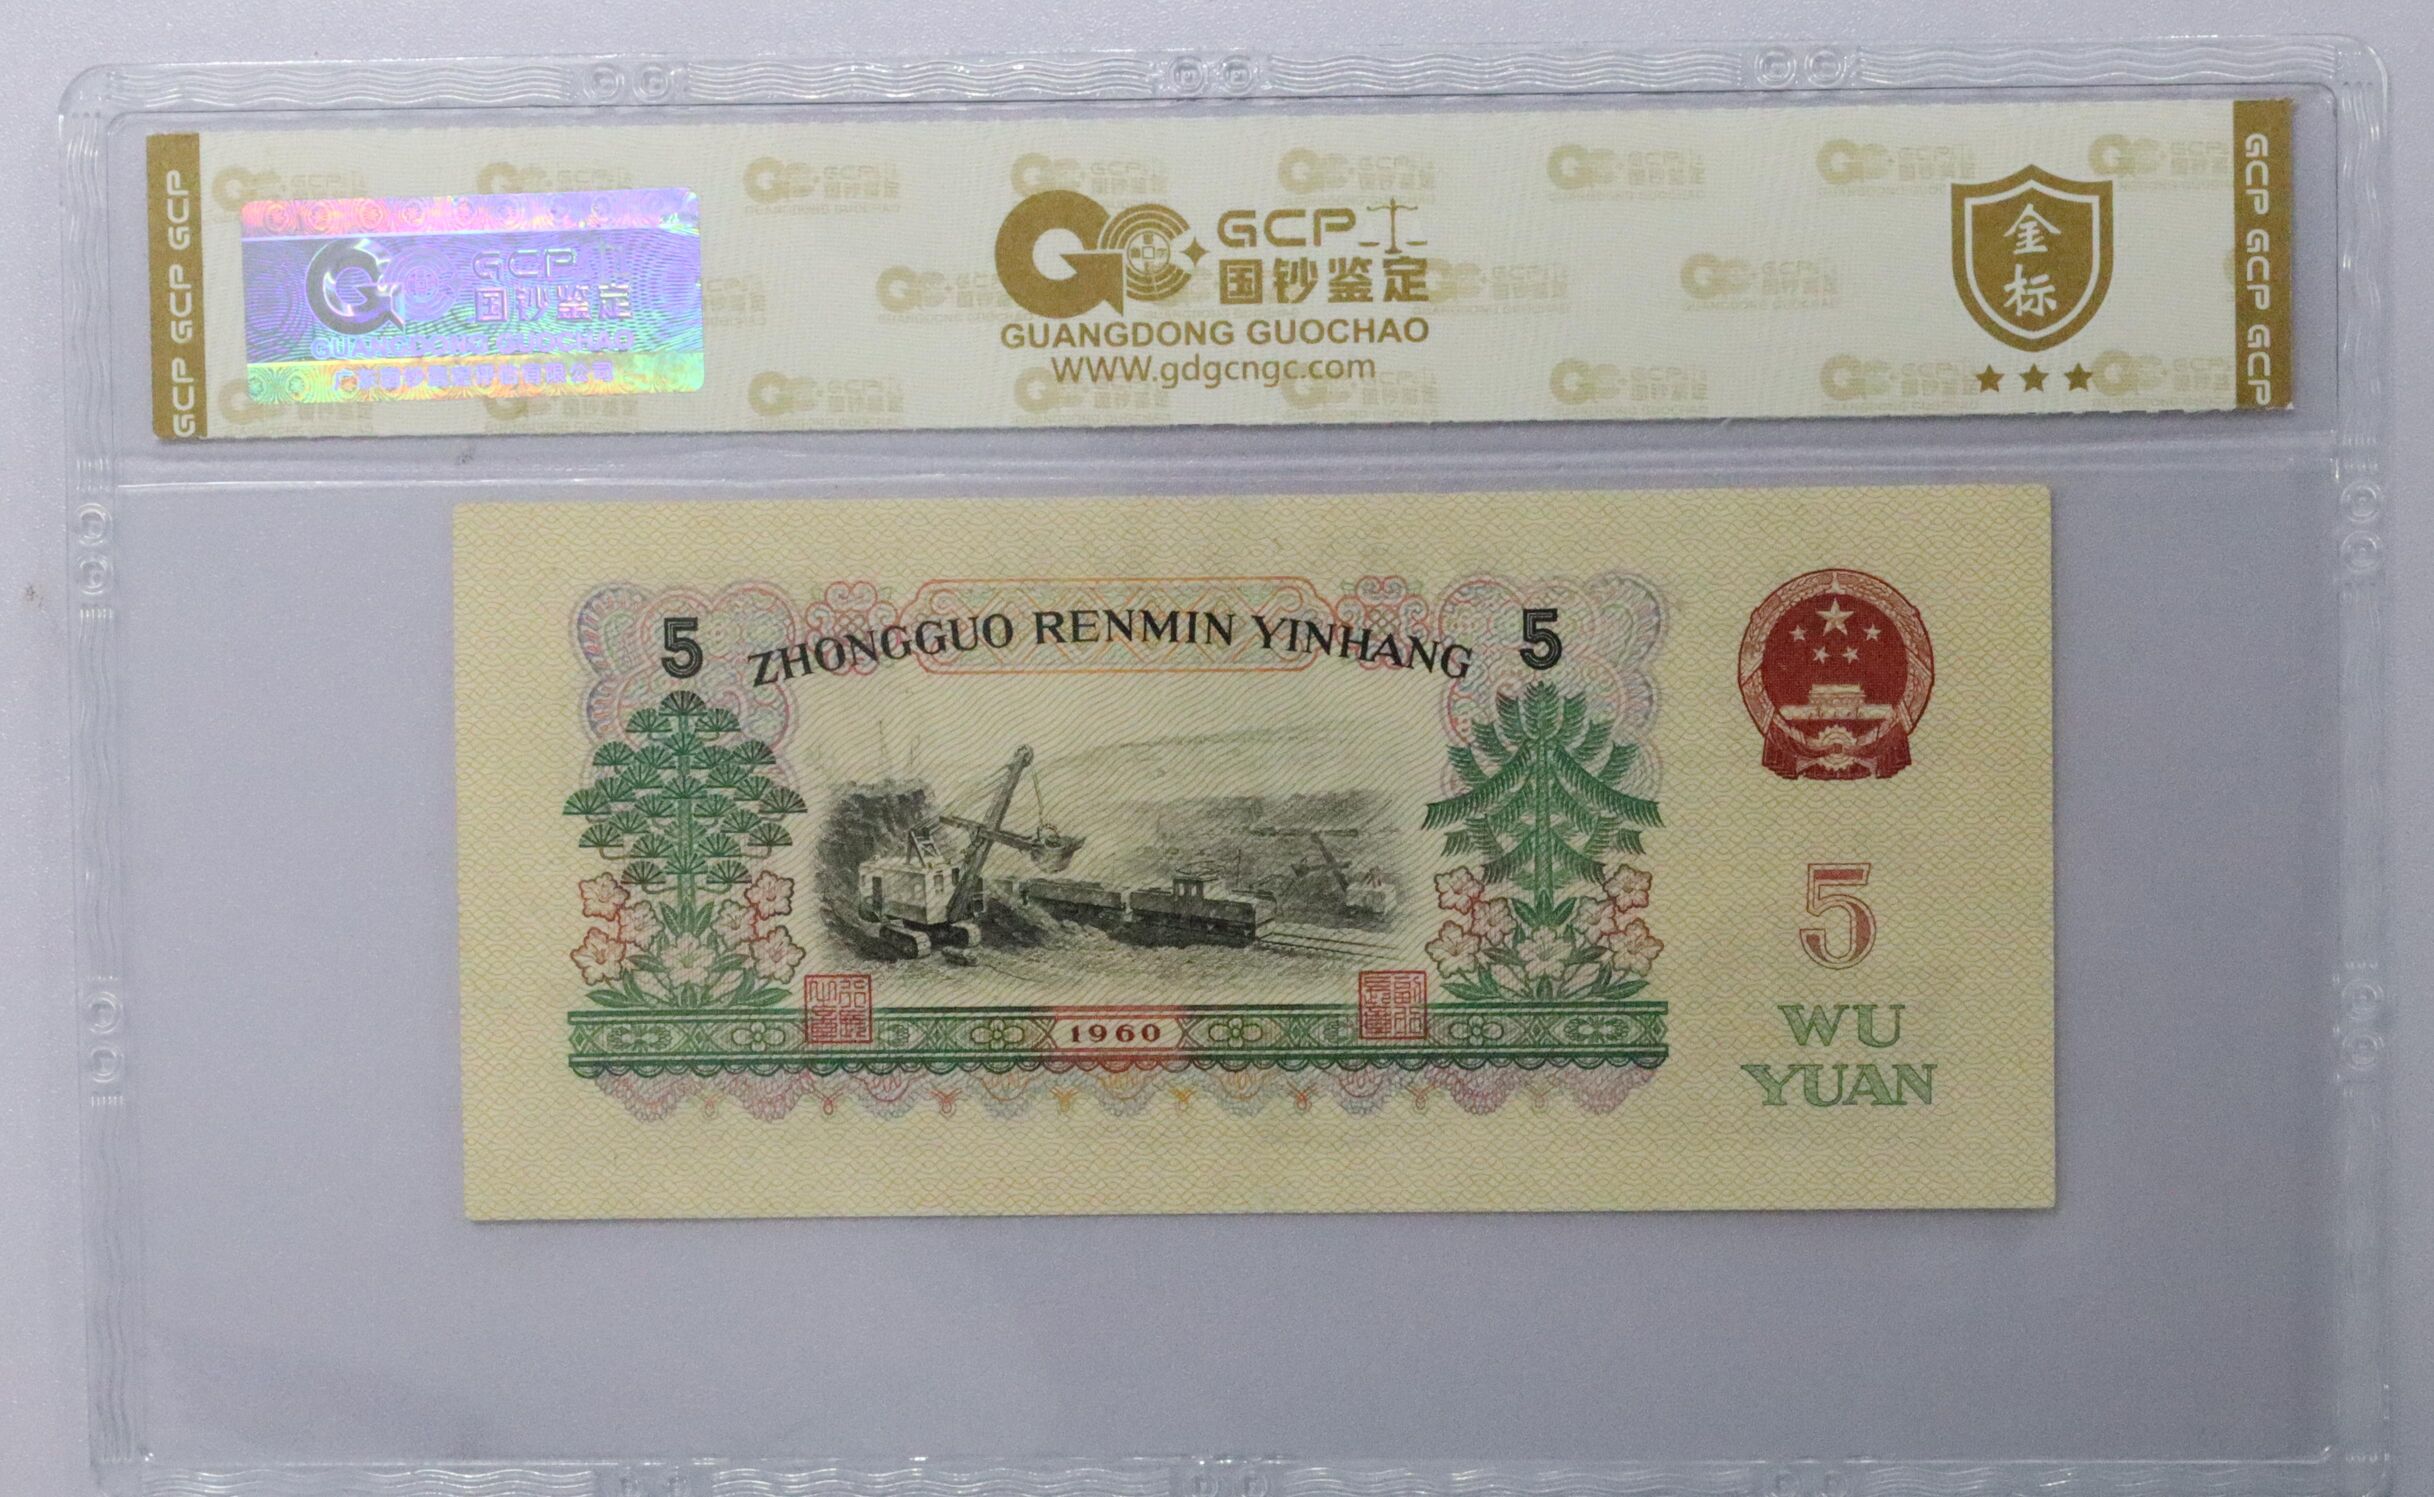 GCP GCP GCP
GCP
国钞鉴定
GUANGDONG GUOCHAO
GCP
国钞鉴定
GUANGDONG GUOCHAO
WWW.gdgcngc.com
金
标
GCP GCP GCP
5 ZHONGGUO RENMIN YINHANG 5
1960
5
WU
YUAN